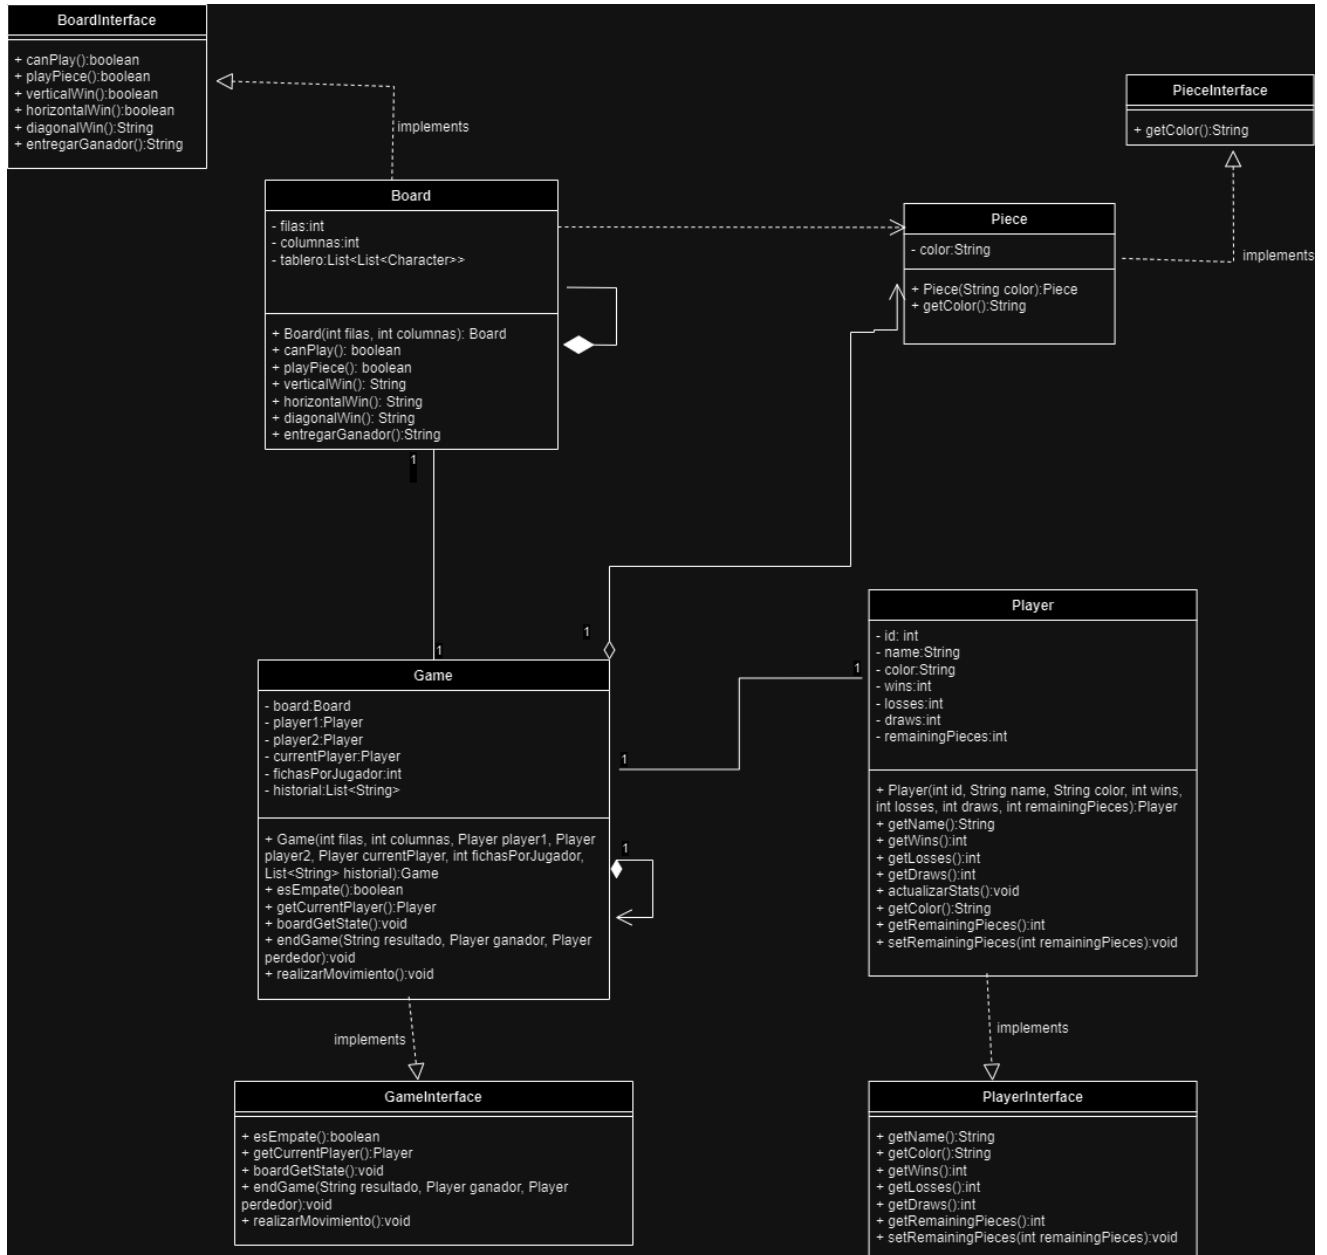 BoardInterface
+ canPlay():boolean
+ playPiece():boolean
+ verticalWin():boolean
+ horizontalWin():boolean
+ diagonalWin():String
+ entregarGanador():String
implements
PieceInterface
+ getColor():String
implements
Board
- filas:int
- columnas:int
- tablero:List<List<Character>>
+ Board(int filas, int columnas): Board
+ canPlay(): boolean
+ playPiece(): boolean
+ verticalWin(): String
+ horizontalWin(): String
+ diagonalWin(): String
+ entregarGanador():String
Piece
- color:String
+ Piece(String color):Piece
+ getColor():String
1
1
1
1
1
1
Game
- board:Board
- player1:Player
- player2:Player
- currentPlayer:Player
- fichasPorJugador:int
- historial:List<String>
+ Game(int filas, int columnas, Player player1, Player
player2, Player currentPlayer, int fichasPorJugador,
List<String> historial):Game
+ esEmpate():boolean
+ getCurrentPlayer():Player
+ boardGetState():void
+ endGame(String resultado, Player ganador, Player
perdedor):void
+ realizarMovimiento():void
Player
- id: int
- name:String
- color:String
- wins:int
- losses:int
- draws:int
- remainingPieces:int
+ Player(int id, String name, String color, int wins,
int losses, int draws, int remainingPieces):Player
+ getName():String
+ getWins():int
+ getLosses():int
+ getDraws():int
+ actualizarStats():void
+ getColor():String
+ getRemainingPieces():int
+ setRemainingPieces(int remainingPieces):void
implements
implements
GameInterface
+ esEmpate():boolean
+ getCurrentPlayer():Player
+ boardGetState():void
+ endGame(String resultado, Player ganador, Player
perdedor):void
+ realizarMovimiento():void
PlayerInterface
+ getName():String
+ getColor():String
+ getWins():int
+ getLosses():int
+ getDraws():int
+ getRemainingPieces():int
+ setRemainingPieces(int remainingPieces):void